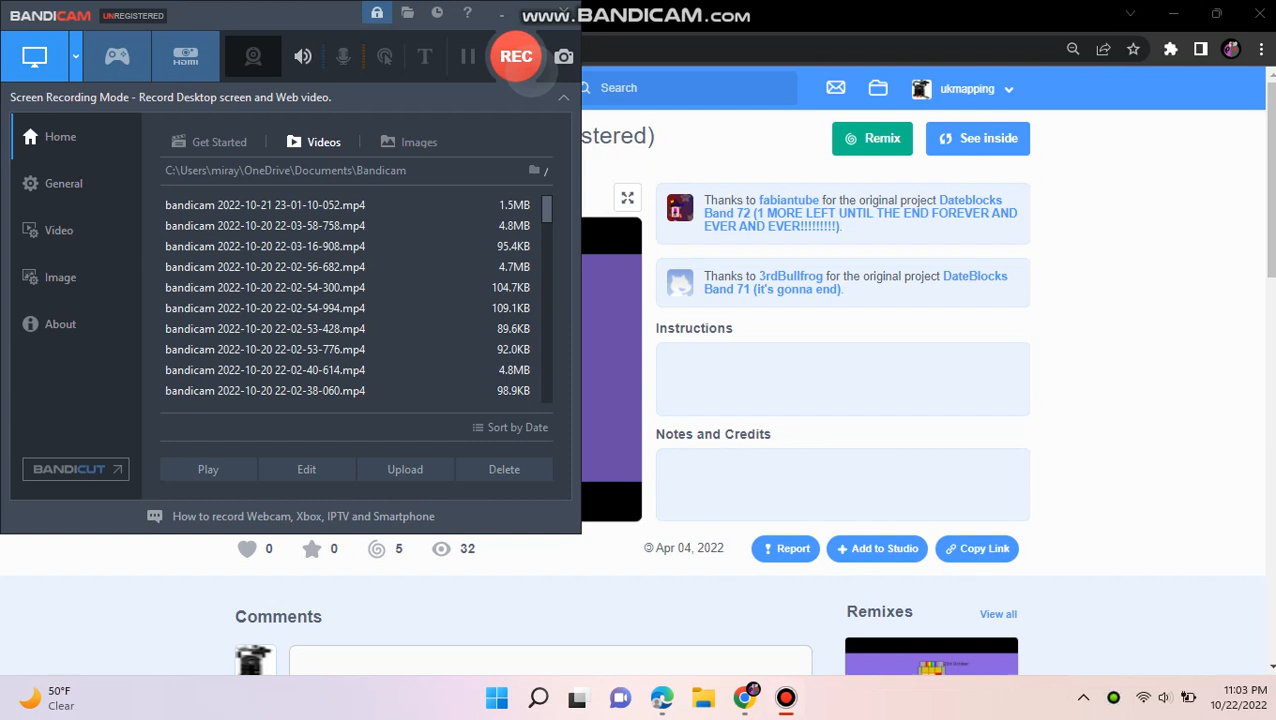 BANDICAM UNREGISTERED
www.BANDICAM.com
HDMI
T
REC
Screen Recording Mode - Record Desktop screen and Web video.
Search
ukmapping
Home
General
Video
Image
About
BANDICUT
Get Started
Videos
Images
C:\Users\miray\OneDrive\Documents\Bandicam
/
bandicam 2022-10-21 23-01-10-052.mp4 1.5MB
bandicam 2022-10-20 22-03-58-758.mp4 4.8MB
bandicam 2022-10-20 22-03-16-908.mp4 95.4KB
bandicam 2022-10-20 22-02-56-682.mp4 4.7MB
bandicam 2022-10-20 22-02-54-300.mp4 104.7KB
bandicam 2022-10-20 22-02-54-994.mp4 109.1KB
bandicam 2022-10-20 22-02-53-428.mp4 89.6KB
bandicam 2022-10-20 22-02-53-776.mp4 92.0KB
bandicam 2022-10-20 22-02-40-614.mp4 4.8MB
bandicam 2022-10-20 22-02-38-060.mp4 98.9KB
Sort by Date
Play Edit Upload Delete
How to record Webcam, Xbox, IPTV and Smartphone
stered)
Remix
See inside
Thanks to fabiantube for the original project Dateblocks
Band 72 (1 MORE LEFT UNTIL THE END FOREVER AND
EVER AND EVER!!!!!!!!!).
Thanks to 3rdBullfrog for the original project DateBlocks
Band 71 (it's gonna end).
Instructions
Notes and Credits
0 0 5 32
© Apr 04, 2022
Report
Add to Studio
Copy Link
Comments
Remixes
View all
50°F
Clear
11:03 PM
10/22/2022